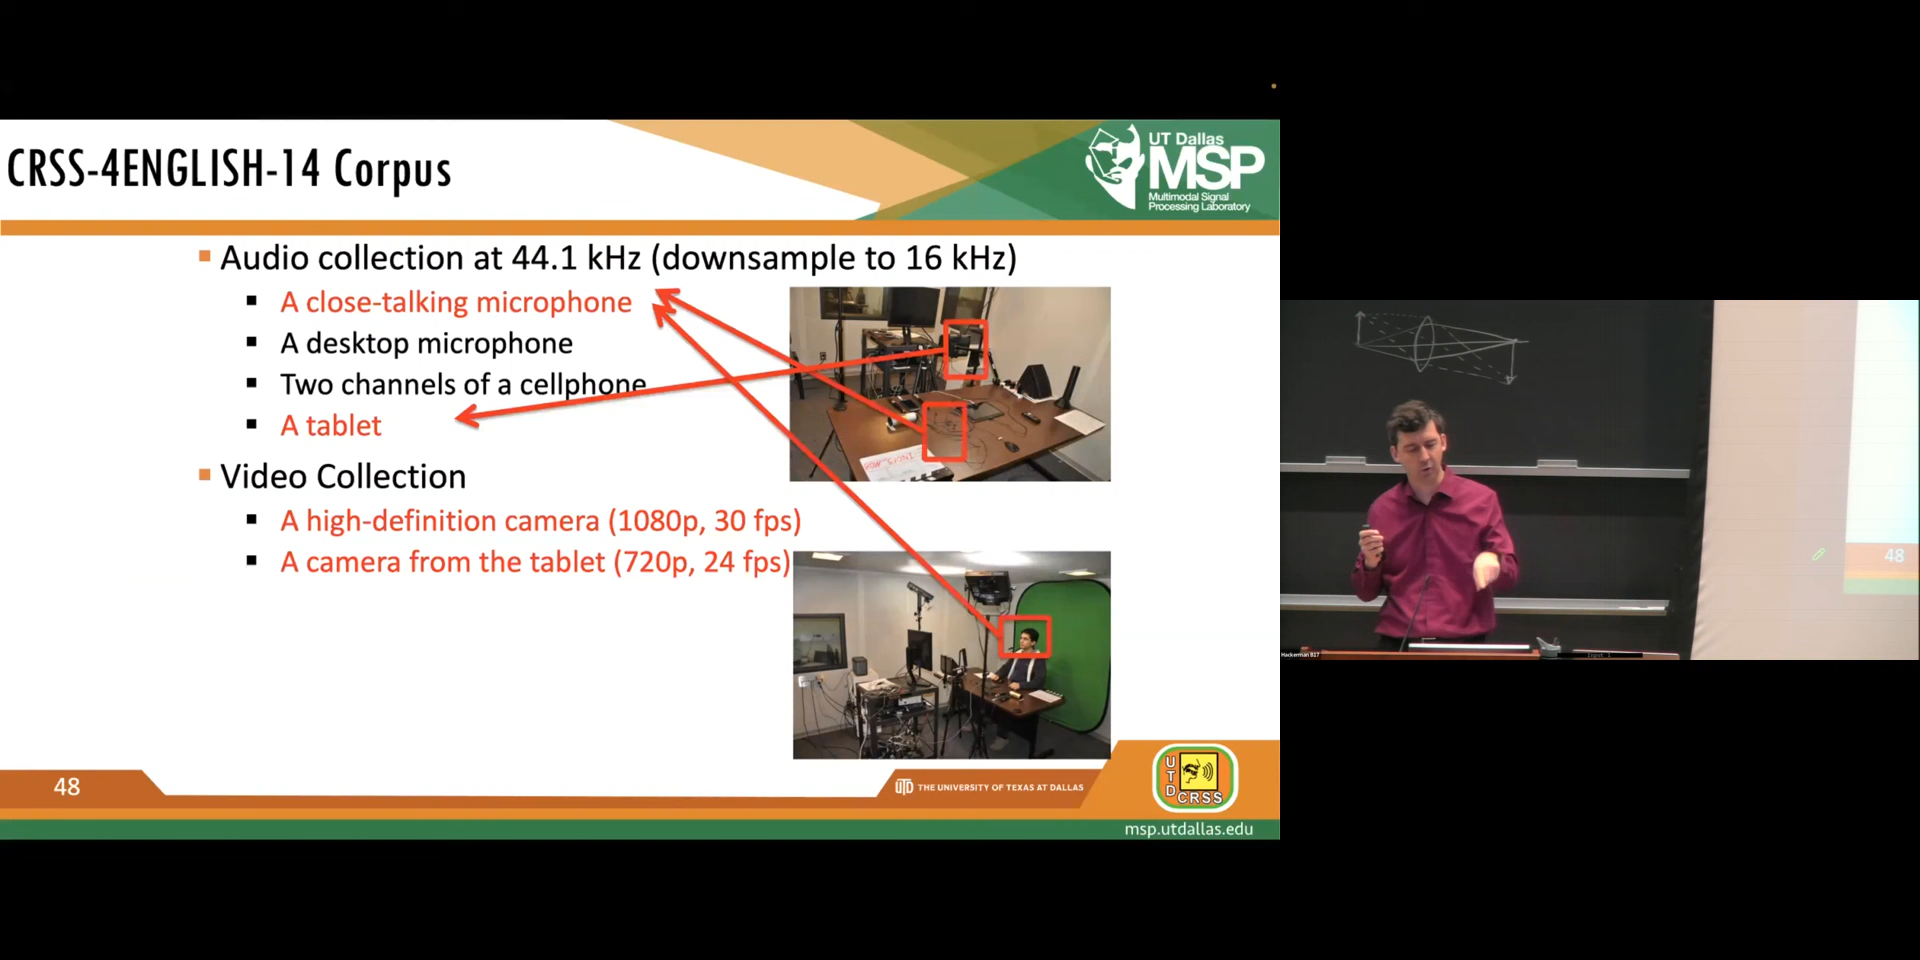 CRSS-4ENGLISH-14 Corpus
UT Dallas
MSP
Multimodal Signal
Processing Laboratory
Audio collection at 44.1 kHz (downsample to 16 kHz)
A close-talking microphone
A desktop microphone
Two channels of a cellphone
A tablet
Video Collection
A high-definition camera (1080p, 30 fps)
A camera from the tablet (720p, 24 fps)
48
UTD THE UNIVERSITY OF TEXAS AT DALLAS
UTD
CRSS
msp.utdallas.edu
48
Hackerman B17